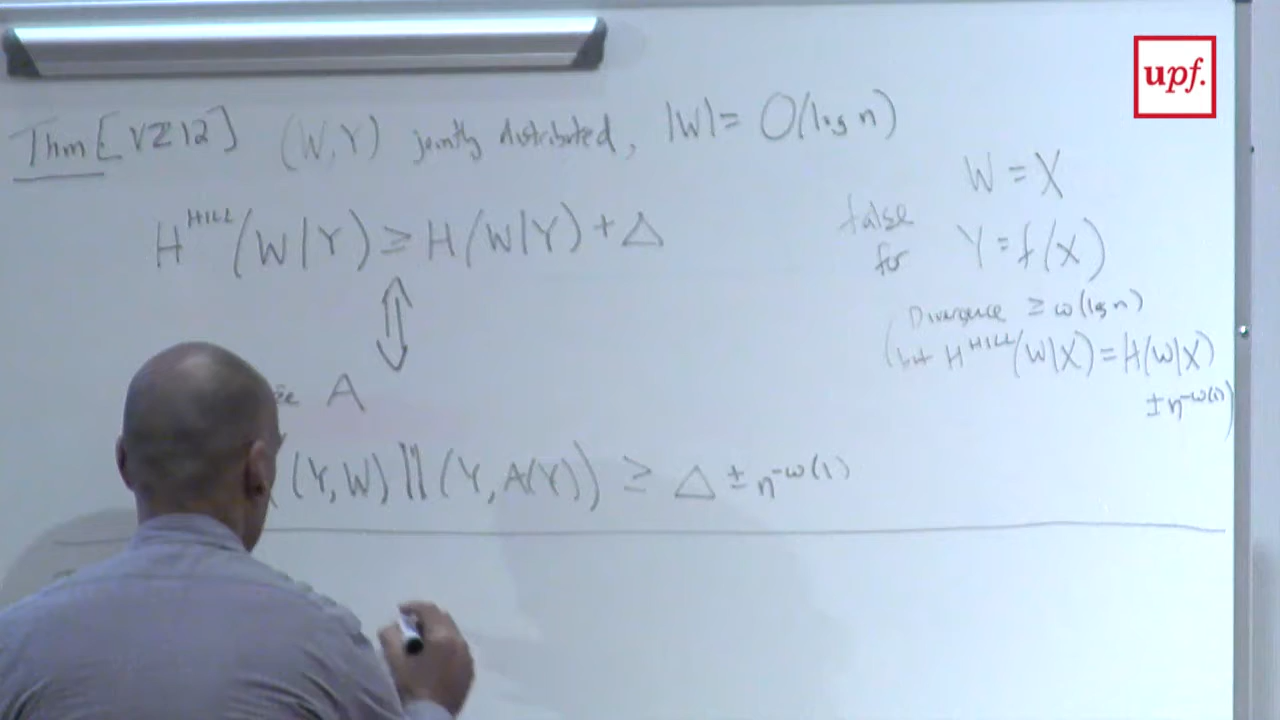 Thm [VZ12] (W,Y) jointly distributed, |W| = O(log n)
H^HILL(W|Y) ≥ H(W|Y) + Δ
⇕
A
((Y,W) || (Y,A(Y)) ≥ Δ ± n^-ω(1)
W = X
false for Y = f(X)
Divergence ≥ ω(log n)
(but H^HILL(W|X) = H(W|X)
± n^-ω(1))
upf.